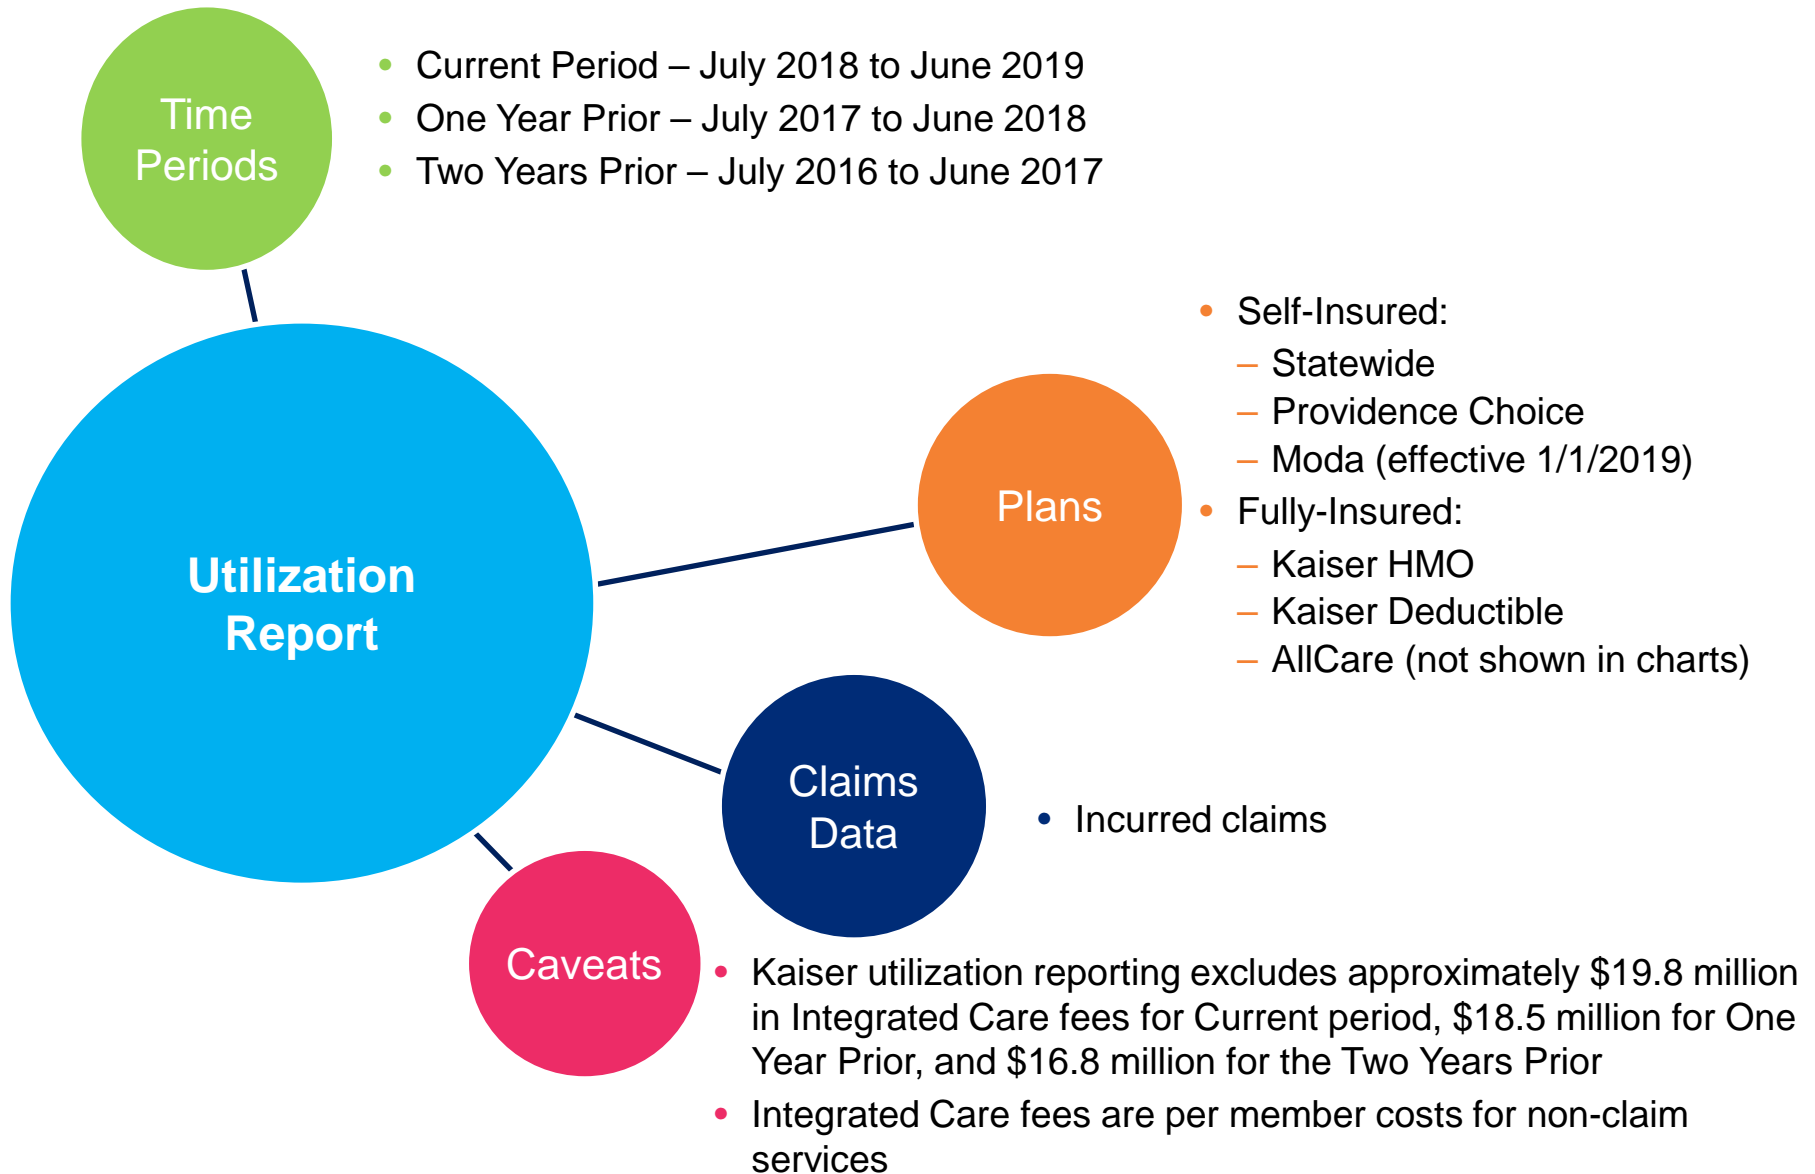 Time
Periods
• Current Period – July 2018 to June 2019
• One Year Prior – July 2017 to June 2018
• Two Years Prior – July 2016 to June 2017
Utilization
Report
Plans
• Self-Insured:
– Statewide
– Providence Choice
– Moda (effective 1/1/2019)
• Fully-Insured:
– Kaiser HMO
– Kaiser Deductible
– AllCare (not shown in charts)
Claims
Data
• Incurred claims
Caveats
• Kaiser utilization reporting excludes approximately $19.8 million
in Integrated Care fees for Current period, $18.5 million for One
Year Prior, and $16.8 million for the Two Years Prior
• Integrated Care fees are per member costs for non-claim
services